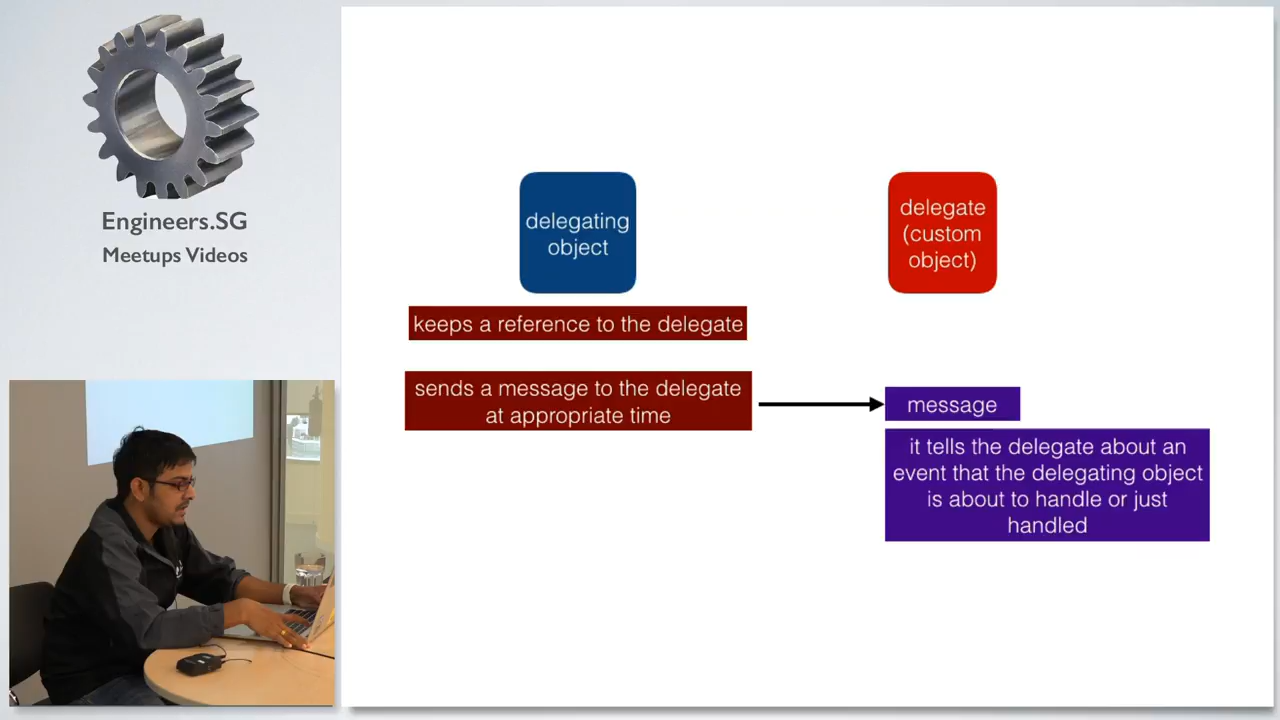 Engineers.SG
Meetups Videos
delegating
object
delegate
(custom
object)
keeps a reference to the delegate
sends a message to the delegate
at appropriate time
message
it tells the delegate about an
event that the delegating object
is about to handle or just
handled